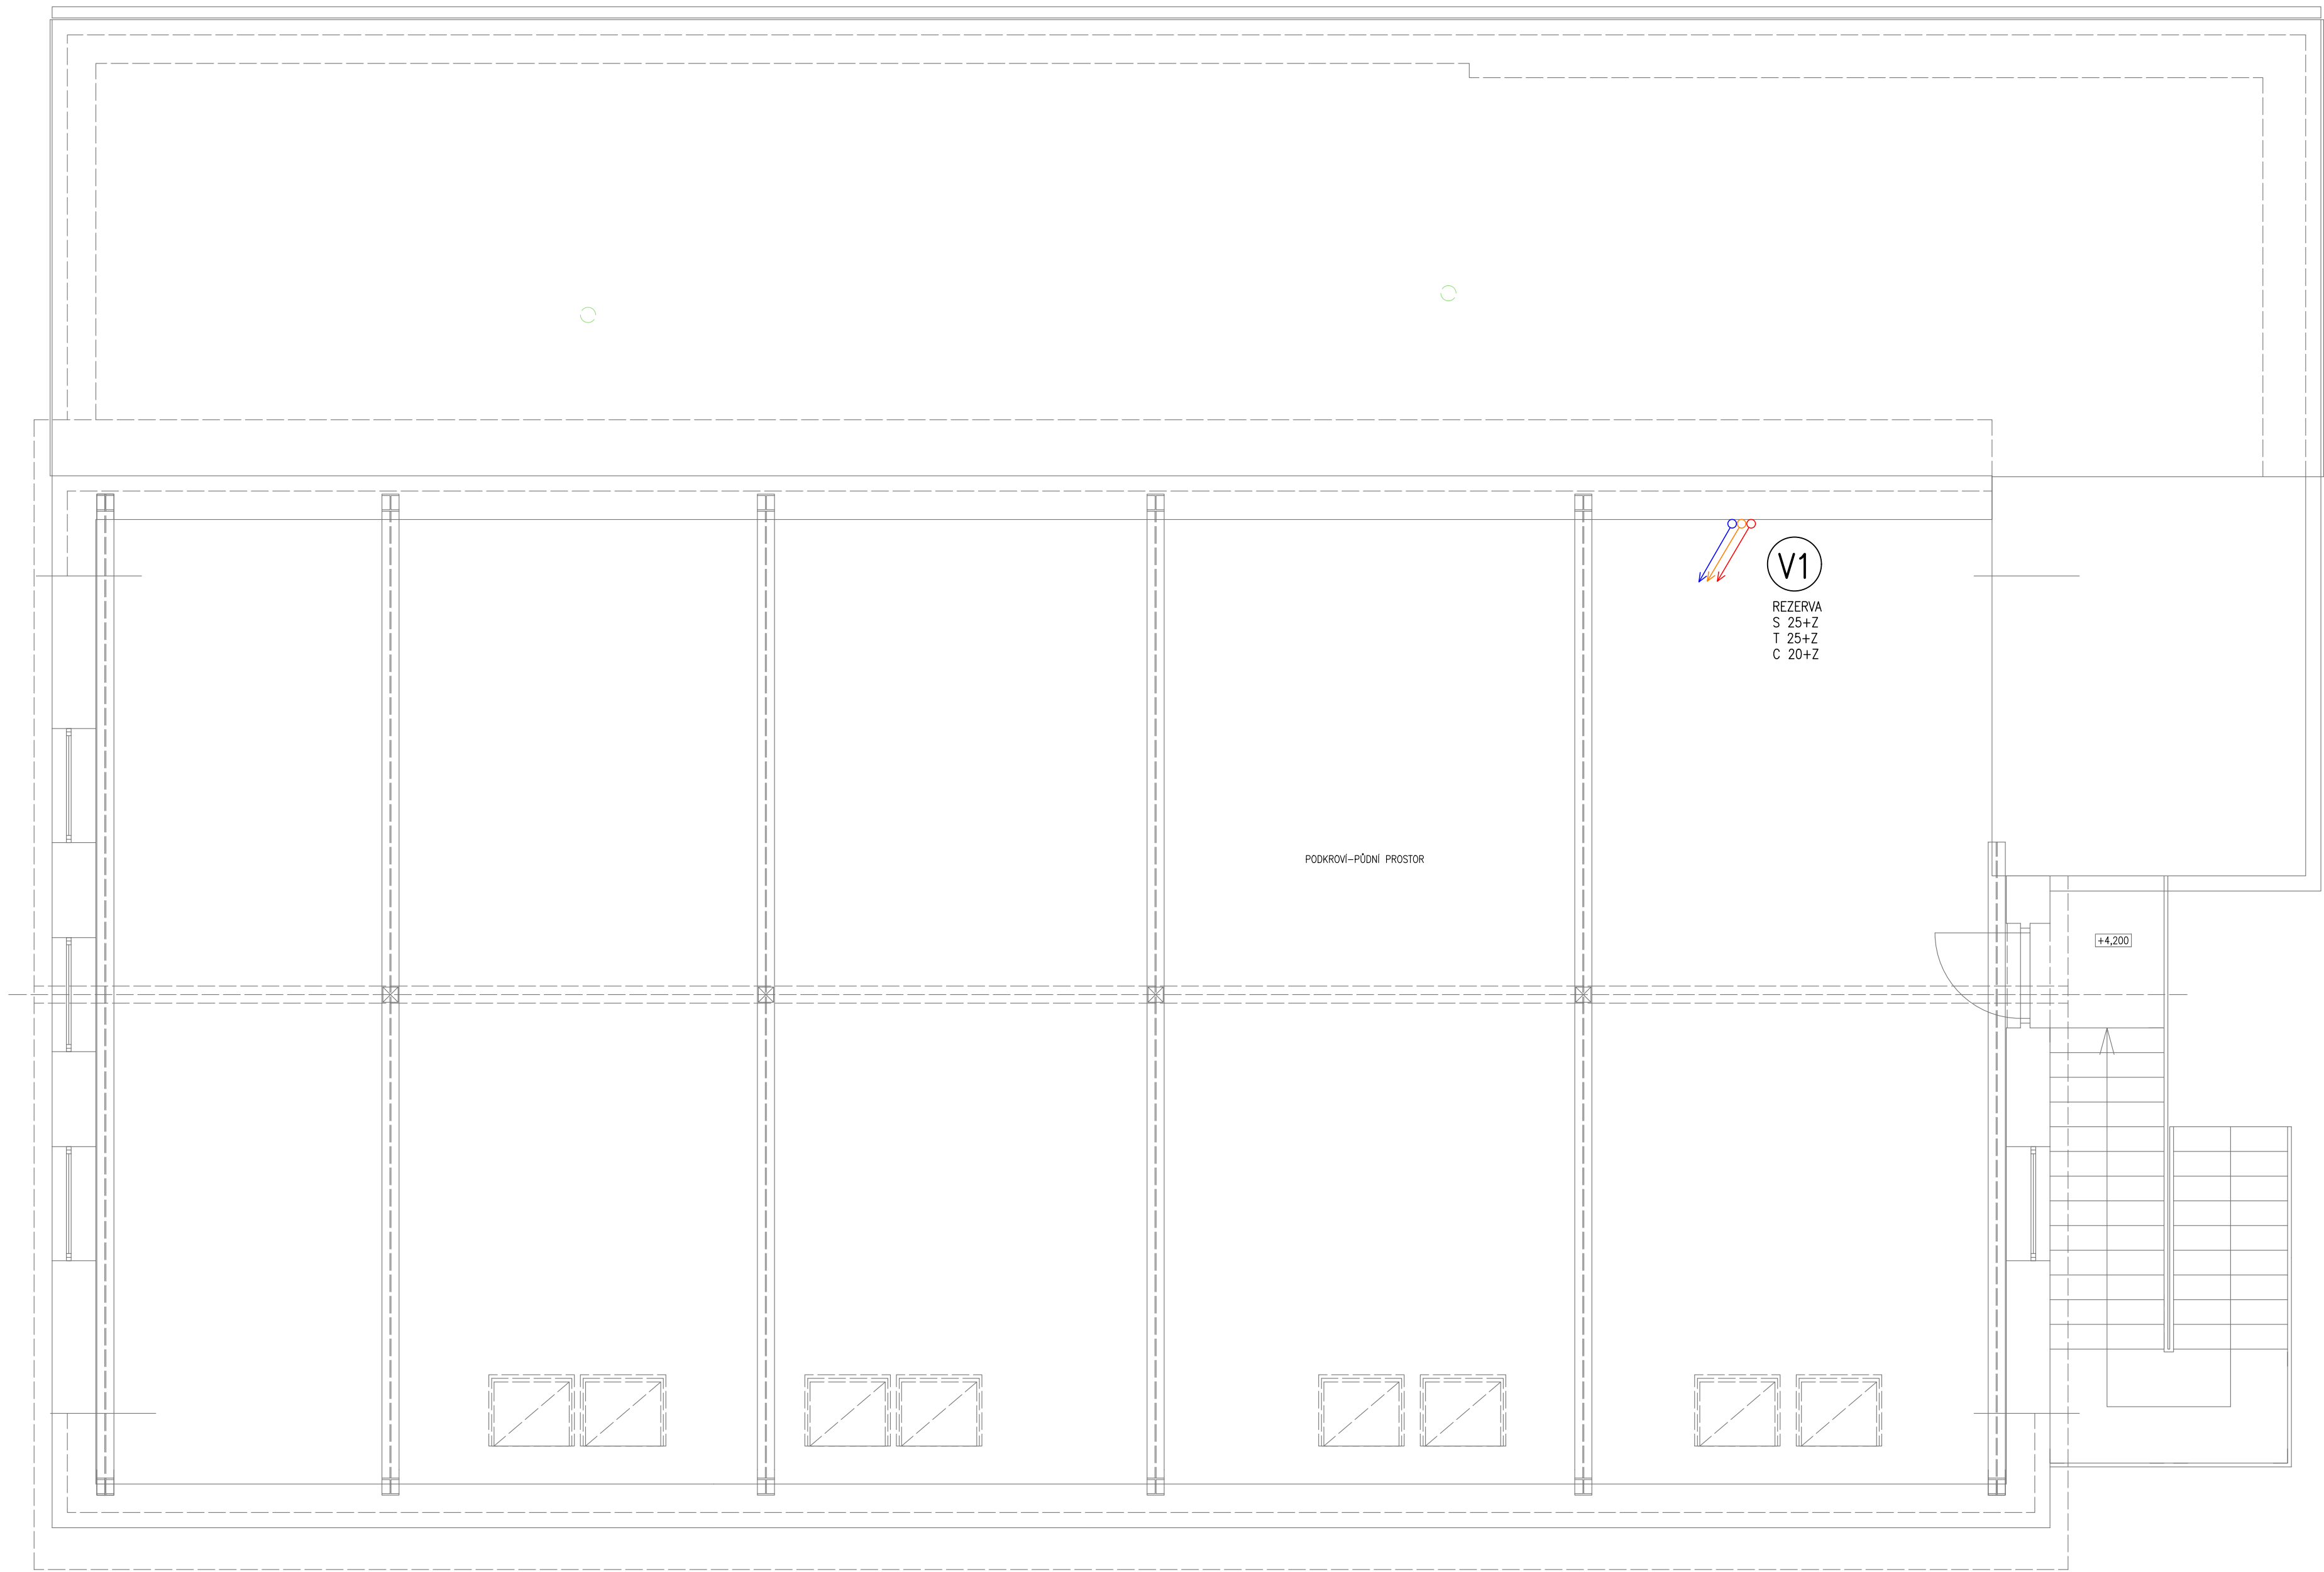 V1
REZERVA
S 25+Z
T 25+Z
C 20+Z
PODKROVÍ-PŮDNÍ PROSTOR
+4,200